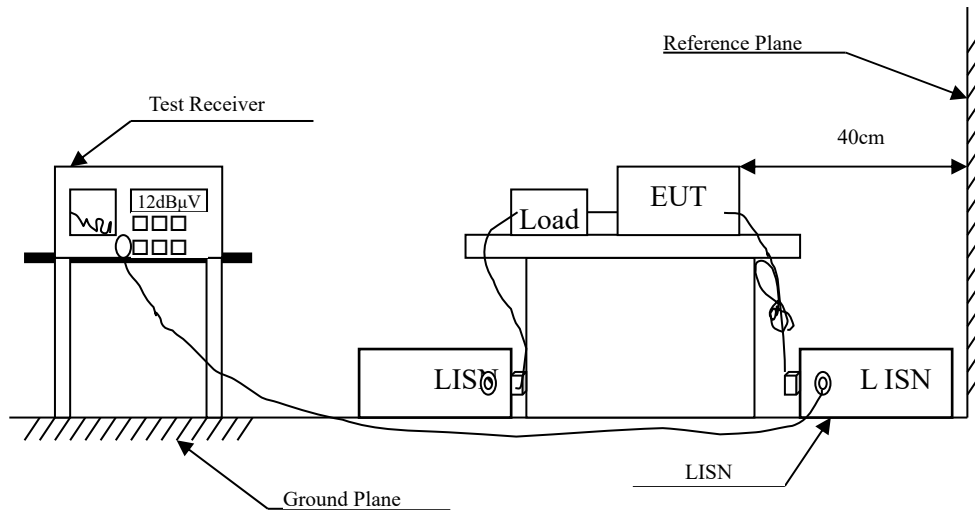 Reference Plane
Test Receiver
40cm
12dBµV
EUT
Load
LISN
L ISN
LISN
Ground Plane